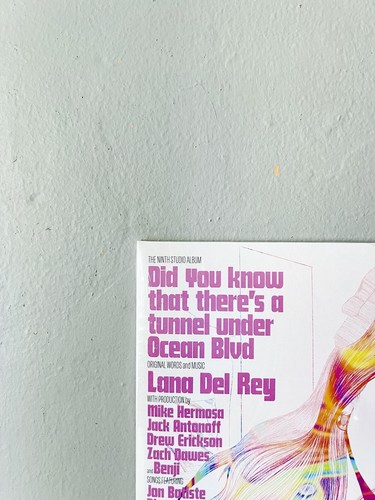 THE NINTH STUDIO ALBUM
Did you know
that there's a
tunnel under
Ocean Blvd
ORIGINAL WORDS and MUSIC
Lana Del Rey
WITH PRODUCTION by
Mike Hermosa
Jack Antonoff
Drew Erickson
Zach Dawes
and Benji
SONGS FEATURING
Jon Batiste